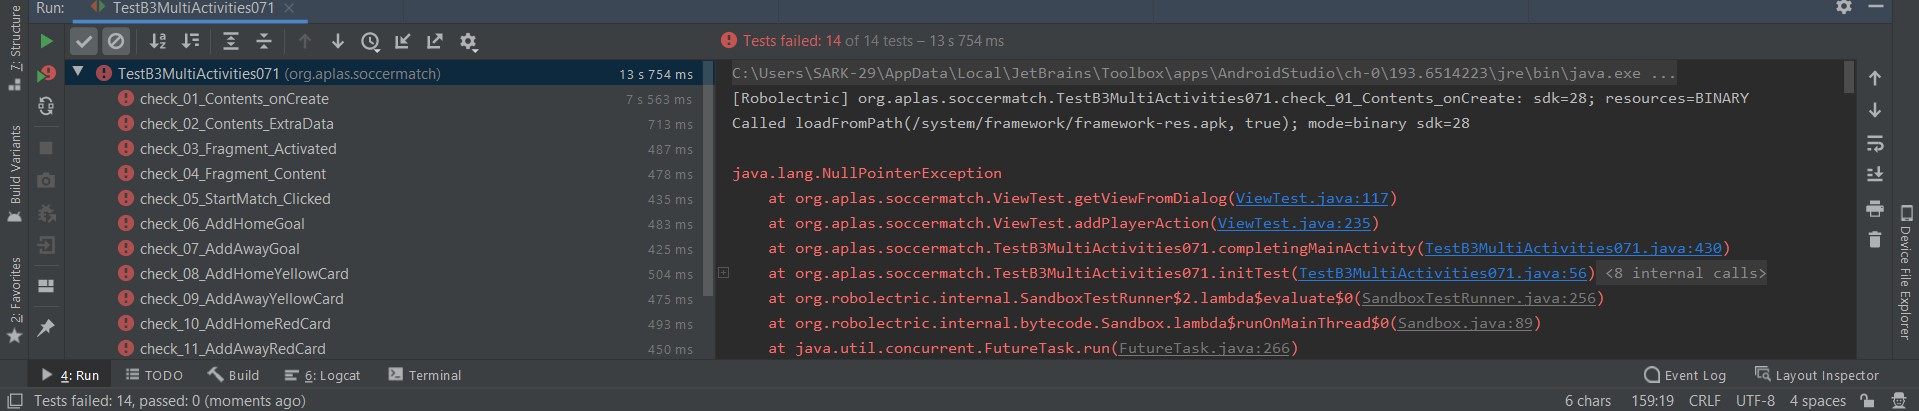 Run: TestB3MultiActivities071
Tests failed: 14 of 14 tests – 13 s 754 ms
TestB3MultiActivities071 (org.aplas.soccermatch) 13 s 754 ms
check_01_Contents_onCreate 7 s 563 ms
check_02_Contents_ExtraData 713 ms
check_03_Fragment_Activated 487 ms
check_04_Fragment_Content 478 ms
check_05_StartMatch_Clicked 435 ms
check_06_AddHomeGoal 483 ms
check_07_AddAwayGoal 425 ms
check_08_AddHomeYellowCard 504 ms
check_09_AddAwayYellowCard 475 ms
check_10_AddHomeRedCard 493 ms
check_11_AddAwayRedCard 450 ms
C:\Users\SARK-29\AppData\Local\JetBrains\Toolbox\apps\AndroidStudio\ch-0\193.6514223\jre\bin\java.exe ...
[Robolectric] org.aplas.soccermatch.TestB3MultiActivities071.check_01_Contents_onCreate: sdk=28; resources=BINARY
Called loadFromPath(/system/framework/framework-res.apk, true); mode=binary sdk=28
java.lang.NullPointerException
at org.aplas.soccermatch.ViewTest.getViewFromDialog(ViewTest.java:117)
at org.aplas.soccermatch.ViewTest.addPlayerAction(ViewTest.java:235)
at org.aplas.soccermatch.TestB3MultiActivities071.completingMainActivity(TestB3MultiActivities071.java:430)
at org.aplas.soccermatch.TestB3MultiActivities071.initTest(TestB3MultiActivities071.java:56) <8 internal calls>
at org.robolectric.internal.SandboxTestRunner$2.lambda$evaluate$0(SandboxTestRunner.java:256)
at org.robolectric.internal.bytecode.Sandbox.lambda$runOnMainThread$0(Sandbox.java:89)
at java.util.concurrent.FutureTask.run(FutureTask.java:266)
7: Structure
Build Variants
2: Favorites
Device File Explorer
4: Run TODO Build 6: Logcat Terminal Event Log Layout Inspector
Tests failed: 14, passed: 0 (moments ago) 6 chars 159:19 CRLF UTF-8 4 spaces